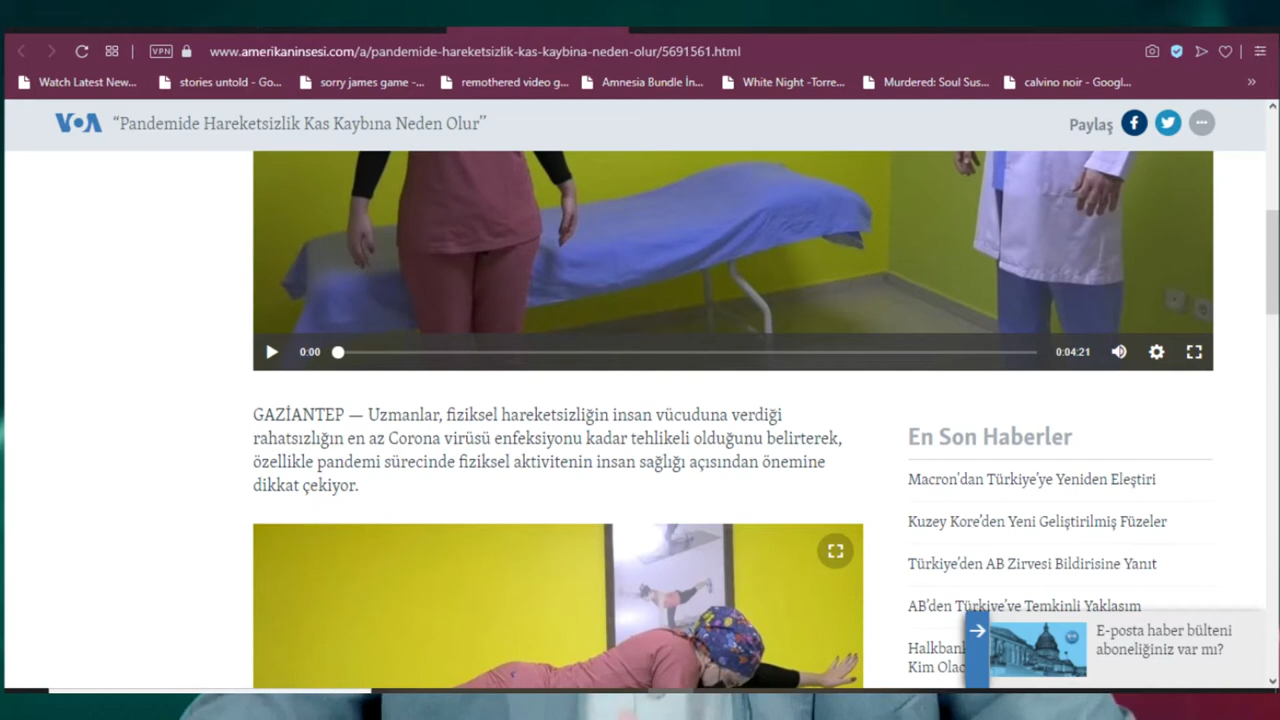 VPN
www.amerikaninsesi.com/a/pandemide-hareketsizlik-kas-kaybina-neden-olur/5691561.html
Watch Latest New...
stories untold - Go...
sorry james game -...
remothered video g...
Amnesia Bundle İn...
White Night -Torre...
Murdered: Soul Sus...
calvino noir - Googl...
»
VOA
“Pandemide Hareketsizlik Kas Kaybına Neden Olur”
Paylaş
0:00
0:04:21
GAZİANTEP — Uzmanlar, fiziksel hareketsizliğin insan vücuduna verdiği
rahatsızlığın en az Corona virüsü enfeksiyonu kadar tehlikeli olduğunu belirterek,
özellikle pandemi sürecinde fiziksel aktivitenin insan sağlığı açısından önemine
dikkat çekiyor.
En Son Haberler
Macron'dan Türkiye’ye Yeniden Eleştiri
Kuzey Kore’den Yeni Geliştirilmiş Füzeler
Türkiye’den AB Zirvesi Bildirisine Yanıt
AB’den Türkiye’ye Temkinli Yaklaşım
Halkbank
Kim Olac
E-posta haber bülteni
aboneliğiniz var mı?